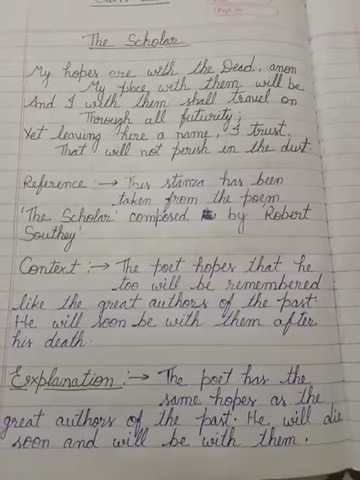 Page No.
The Scholar
My hopes are with the Dead, anon
My place with them will be
And I with them shall travel on
Through all futurity;
Yet leaving here a name, I trust,
That will not perish in the dust.
Reference:→ This stanza has been
taken from the poem
'The Scholar' composed by 'Robert
Southey'
Context:→ The poet hopes that he
too will be remembered
like the great authors of the past.
He will soon be with them after
his death.
Explanation:→ The poet has the
same hopes as the
great authors of the past. He will die
soon and will be with them.